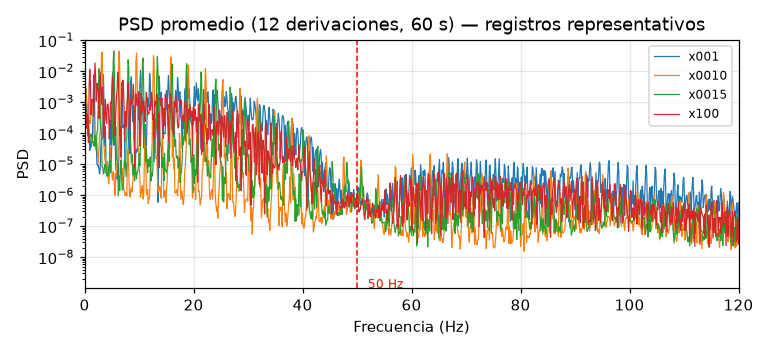 PSD promedio (12 derivaciones, 60 s) — registros representativos
PSD
10⁻¹
10⁻²
10⁻³
10⁻⁴
10⁻⁵
10⁻⁶
10⁻⁷
10⁻⁸
x001
x0010
x0015
x100
50 Hz
0 20 40 60 80 100 120
Frecuencia (Hz)